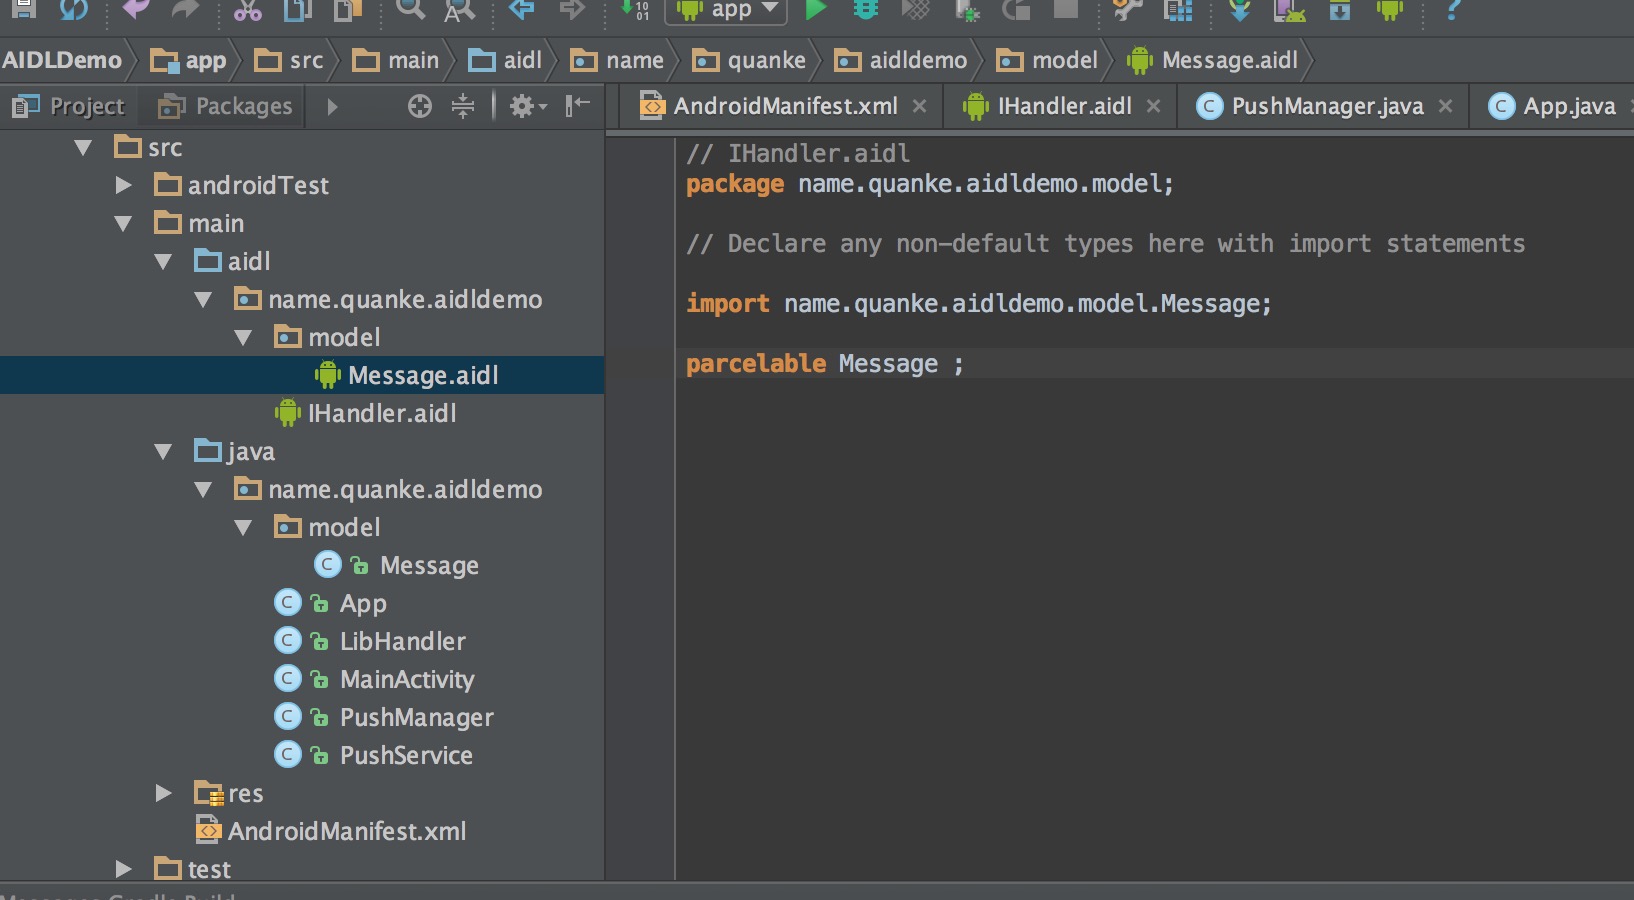 app
AIDLDemo app src main aidl name quanke aidldemo model Message.aidl
Project Packages
AndroidManifest.xml IHandler.aidl PushManager.java App.java
src
androidTest
main
aidl
name.quanke.aidldemo
model
Message.aidl
IHandler.aidl
java
name.quanke.aidldemo
model
Message
App
LibHandler
MainActivity
PushManager
PushService
res
AndroidManifest.xml
test
// IHandler.aidl
package name.quanke.aidldemo.model;
// Declare any non-default types here with import statements
import name.quanke.aidldemo.model.Message;
parcelable Message ;
Messages Gradle Build